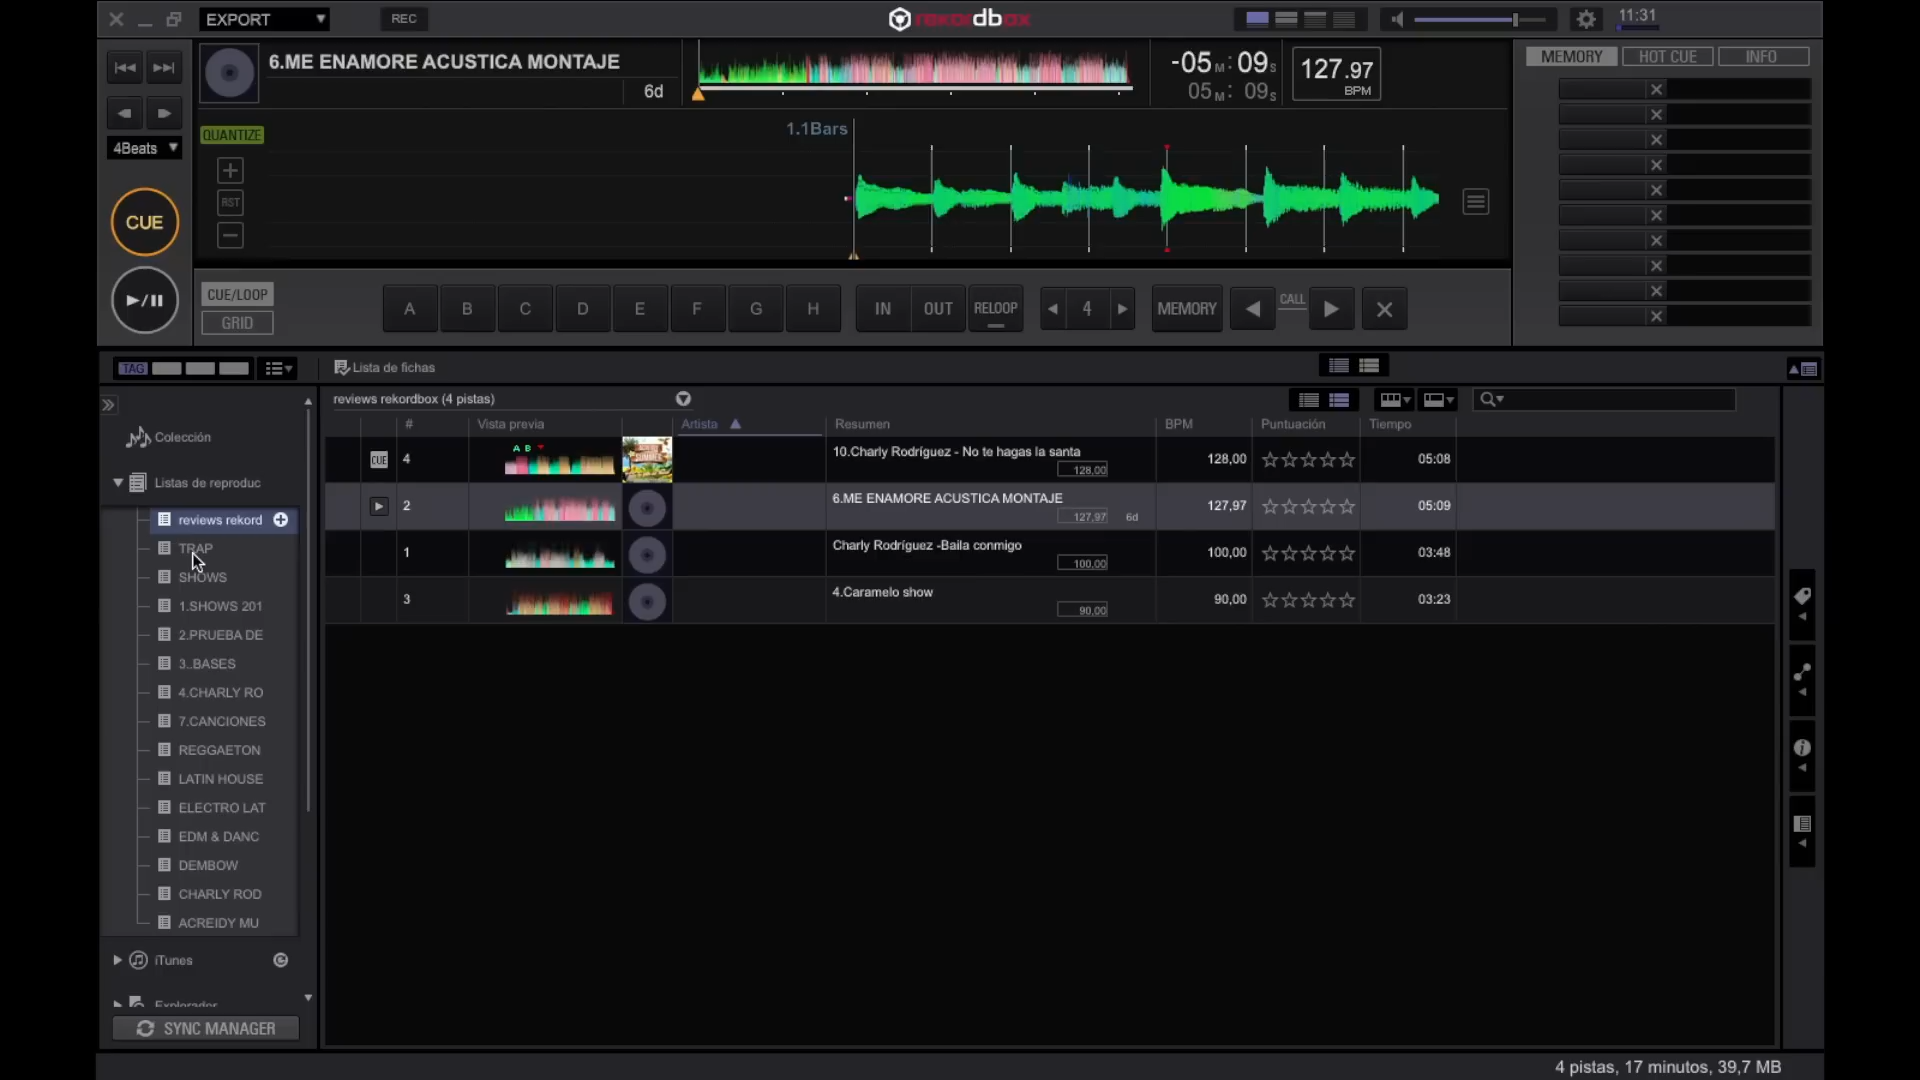 EXPORT
REC
rekordbox
11:31
6.ME ENAMORE ACUSTICA MONTAJE
6d
-05 M: 09 S
05 M: 09 S
127.97
BPM
MEMORY
HOT CUE
INFO
4Beats
QUANTIZE
1.1Bars
RST
CUE
CUE/LOOP
GRID
A B C D E F G H
IN
OUT
RELOOP
4
MEMORY
CALL
TAG
Lista de fichas
reviews rekordbox (4 pistas)
# Vista previa Artista Resumen BPM Puntuación Tiempo
CUE 4 A B 10.Charly Rodríguez - No te hagas la santa 128,00 128,00 05:08
2 6.ME ENAMORE ACUSTICA MONTAJE 127,97 6d 127,97 05:09
1 Charly Rodríguez -Baila conmigo 100,00 100,00 03:48
3 4.Caramelo show 90,00 90,00 03:23
Colección
Listas de reproduc
reviews rekord
TRAP
SHOWS
1.SHOWS 201
2.PRUEBA DE
3..BASES
4.CHARLY RO
7.CANCIONES
REGGAETON
LATIN HOUSE
ELECTRO LAT
EDM & DANC
DEMBOW
CHARLY ROD
ACREIDY MU
iTunes
Explorador
SYNC MANAGER
4 pistas, 17 minutos, 39,7 MB